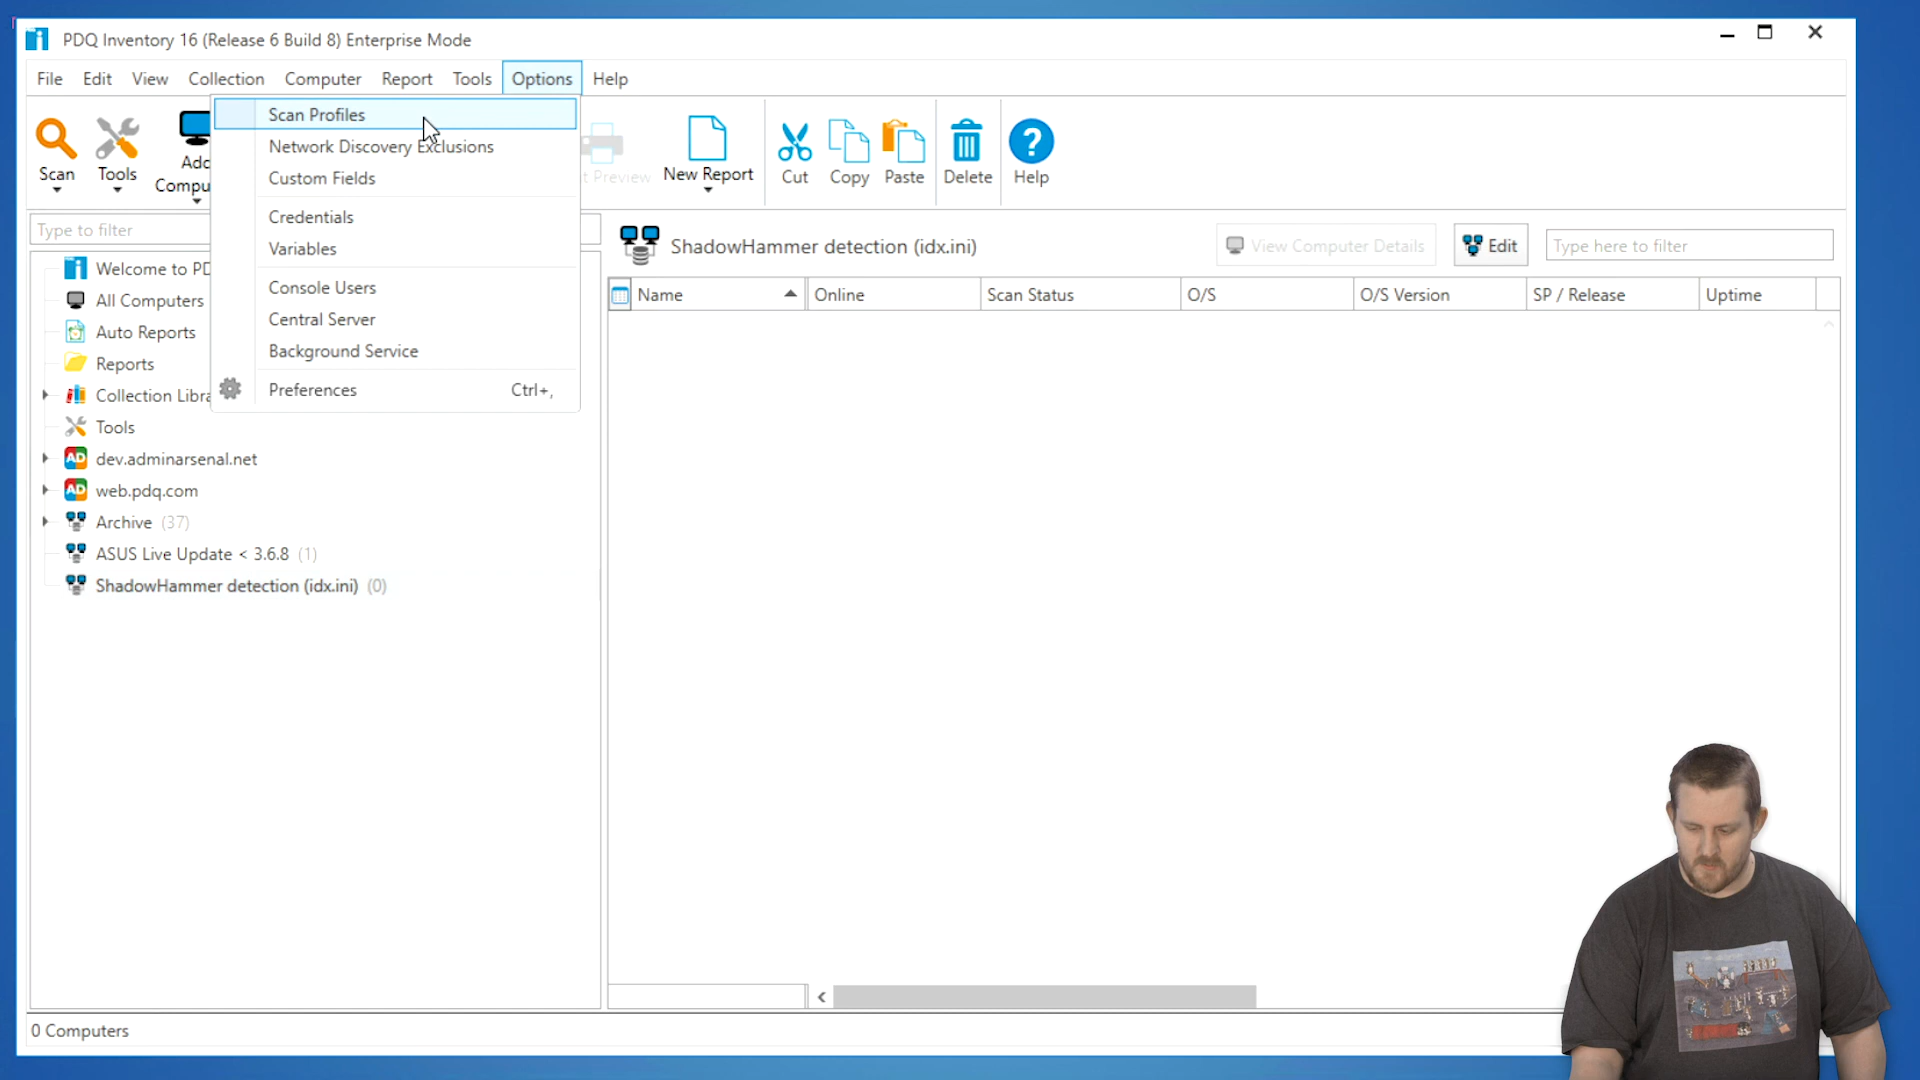 PDQ Inventory 16 (Release 6 Build 8) Enterprise Mode
File Edit View Collection Computer Report Tools Options Help
Scan Profiles
Network Discovery Exclusions
Custom Fields
Credentials
Variables
Console Users
Central Server
Background Service
Preferences Ctrl+,
Scan
Tools
Add
Compu
t Preview
New Report
Cut
Copy
Paste
Delete
Help
Type to filter
Welcome to PD
All Computers
Auto Reports
Reports
Collection Libra
Tools
AD dev.adminarsenal.net
AD web.pdq.com
Archive (37)
ASUS Live Update < 3.6.8 (1)
ShadowHammer detection (idx.ini) (0)
ShadowHammer detection (idx.ini)
View Computer Details
Edit
Type here to filter
Name Online Scan Status O/S O/S Version SP / Release Uptime
0 Computers